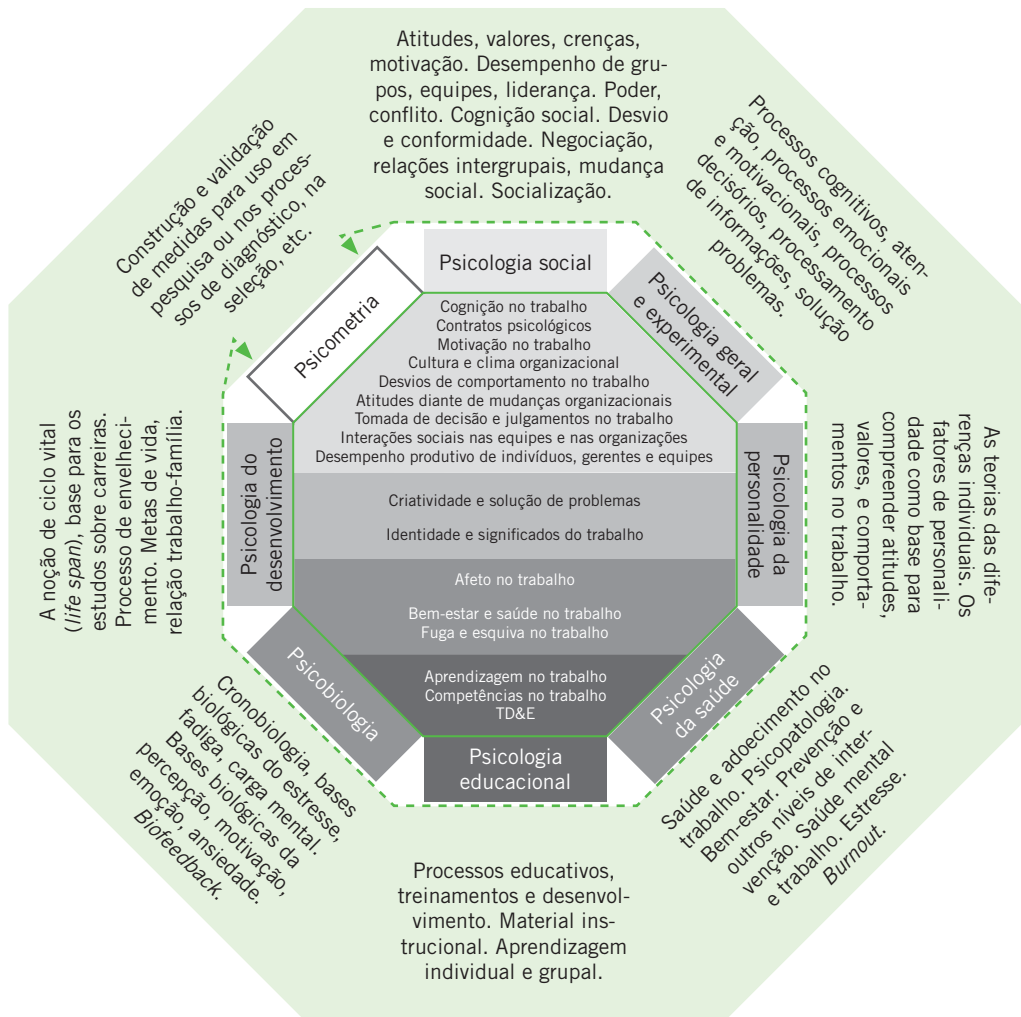 Atitudes, valores, crenças,
motivação. Desempenho de gru-
pos, equipes, liderança. Poder,
conflito. Cognição social. Desvio
e conformidade. Negociação,
relações intergrupais, mudança
social. Socialização.
Construção e validação
de medidas para uso em
pesquisa ou nos proces-
sos de diagnóstico, na
seleção, etc.
Processos cognitivos, aten-
ção, processos emocionais
e motivacionais, processos
decisórios, processamento
de informações, solução
problemas.
Psicometria
Psicologia social
Psicologia geral
e experimental
Cognição no trabalho
Contratos psicológicos
Motivação no trabalho
Cultura e clima organizacional
Desvios de comportamento no trabalho
Atitudes diante de mudanças organizacionais
Tomada de decisão e julgamentos no trabalho
Interações sociais nas equipes e nas organizações
Desempenho produtivo de indivíduos, gerentes e equipes
A noção de ciclo vital
(life span), base para os
estudos sobre carreiras.
Processo de envelheci-
mento. Metas de vida,
relação trabalho-família.
Psicologia do
desenvolvimento
Criatividade e solução de problemas
Identidade e significados do trabalho
Psicologia da
personalidade
As teorias das dife-
renças individuais. Os
fatores de personali-
dade como base para
compreender atitudes,
valores, e comporta-
mentos no trabalho.
Afeto no trabalho
Bem-estar e saúde no trabalho
Fuga e esquiva no trabalho
Psicobiologia
Aprendizagem no trabalho
Competências no trabalho
TD&E
Psicologia
da saúde
Psicologia
educacional
Cronobiologia, bases
biológicas do estresse,
fadiga, carga mental.
Bases biológicas da
percepção, motivação,
emoção, ansiedade.
Biofeedback.
Saúde e adoecimento no
trabalho. Psicopatologia.
Bem-estar. Prevenção e
outros níveis de inter-
venção. Saúde mental
e trabalho. Estresse.
Burnout.
Processos educativos,
treinamentos e desenvol-
vimento. Material ins-
trucional. Aprendizagem
individual e grupal.